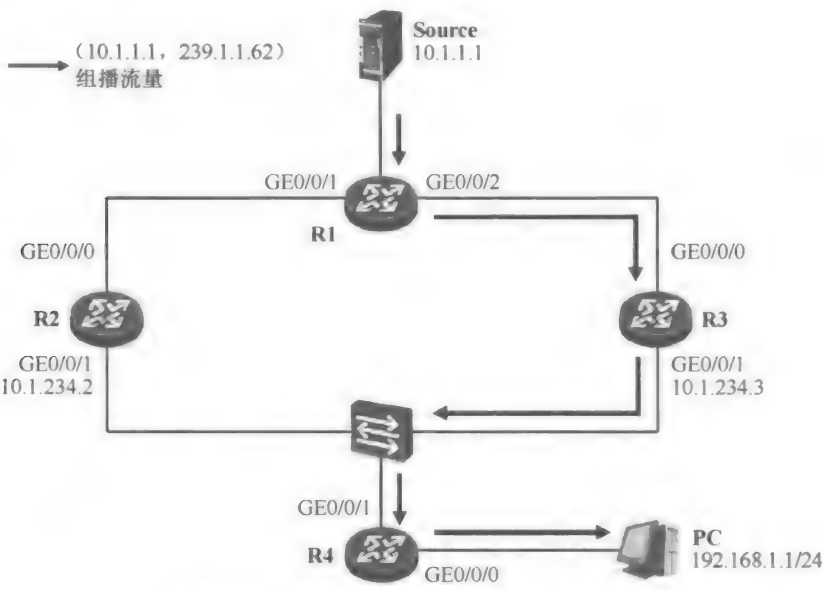 (10.1.1.1, 239.1.1.62)
组播流量
Source
10.1.1.1
GE0/0/1
GE0/0/2
R1
GE0/0/0
GE0/0/0
R2
R3
GE0/0/1
10.1.234.2
GE0/0/1
10.1.234.3
GE0/0/1
R4
GE0/0/0
PC
192.168.1.1/24